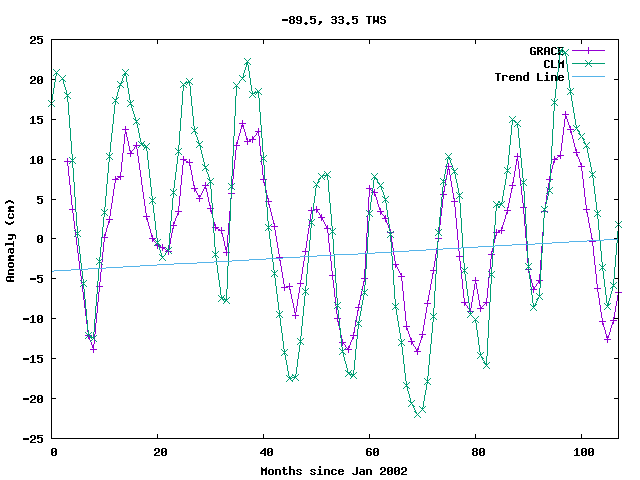 -89.5, 33.5 TWS
GRACE
CLM
Trend Line
25
20
15
10
5
0
-5
-10
-15
-20
-25
Anomaly (cm)
0 20 40 60 80 100
Months since Jan 2002